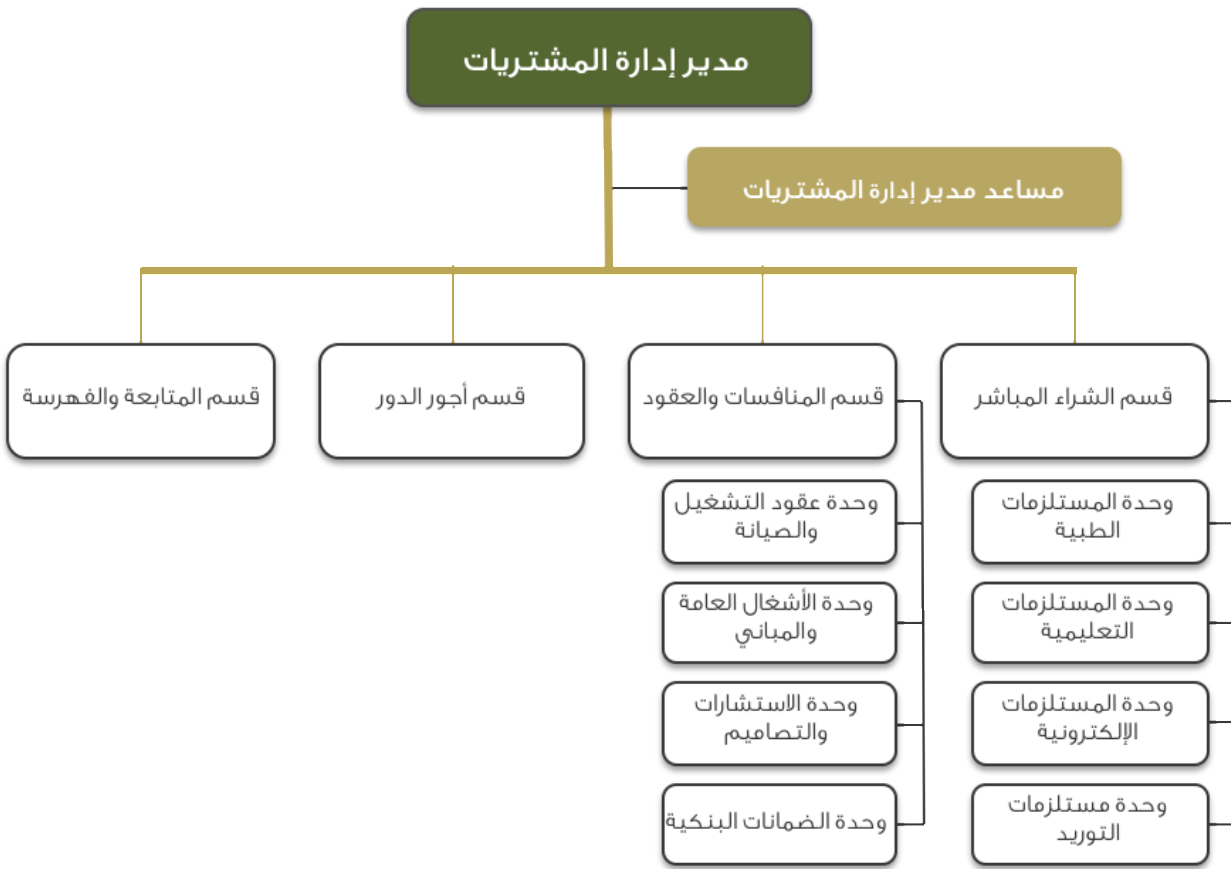 مدير إدارة المشتريات
مساعد مدير إدارة المشتريات
قسم الشراء المباشر
قسم المنافسات والعقود
قسم أجور الدور
قسم المتابعة والفهرسة
وحدة المستلزمات
الطبية
وحدة المستلزمات
التعليمية
وحدة المستلزمات
الإلكترونية
وحدة مستلزمات
التوريد
وحدة عقود التشغيل
والصيانة
وحدة الأشغال العامة
والمباني
وحدة الاستشارات
والتصاميم
وحدة الضمانات البنكية